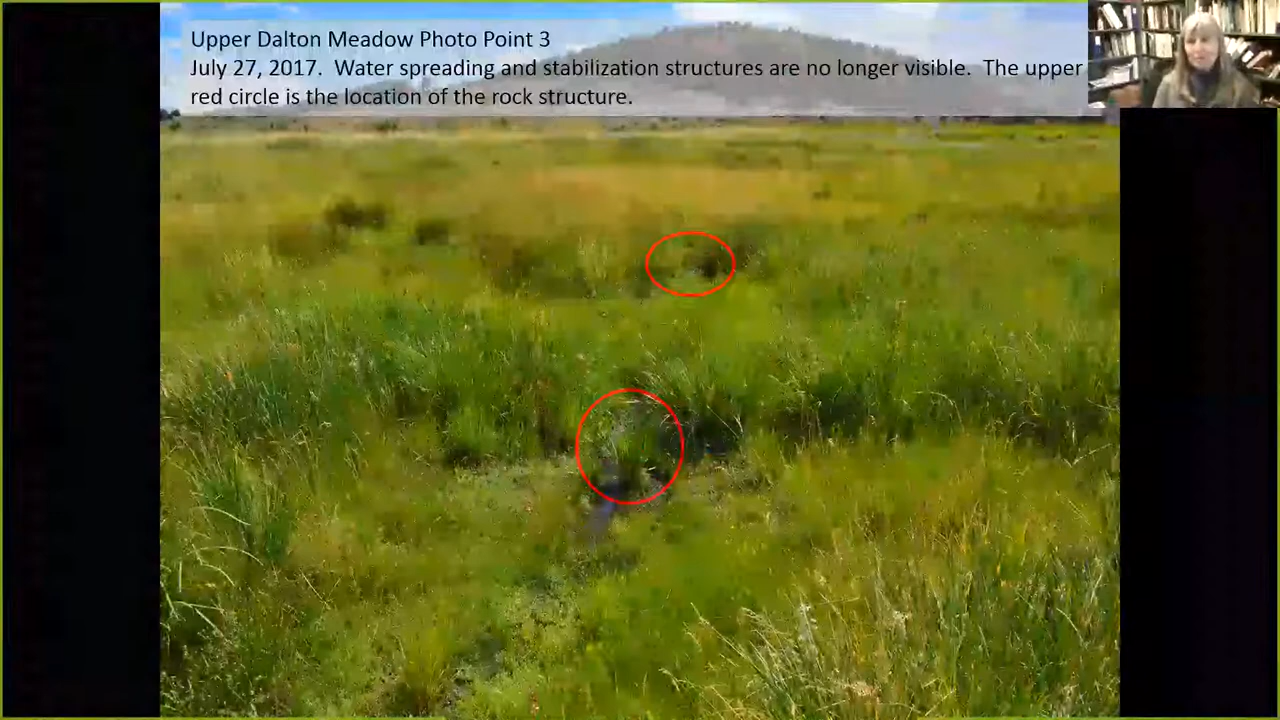 Upper Dalton Meadow Photo Point 3
July 27, 2017.  Water spreading and stabilization structures are no longer visible.  The upper
red circle is the location of the rock structure.